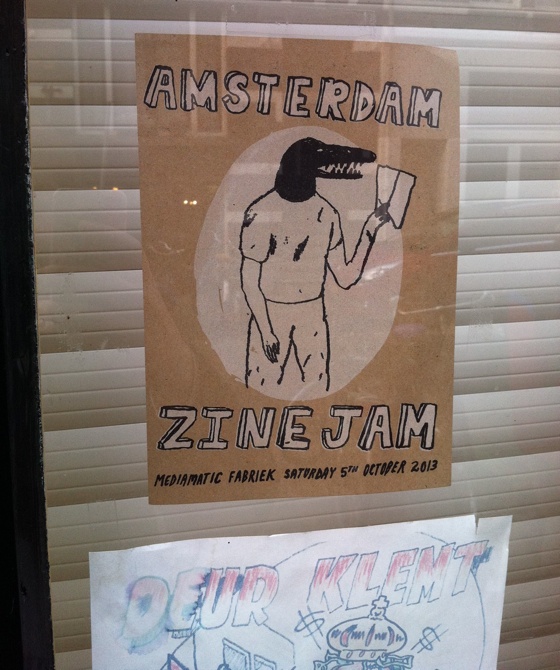 AMSTERDAM
ZINE JAM
MEDIAMATIC FABRIEK SATURDAY 5TH OCTOBER 2013
DEUR KLEMT
$ $